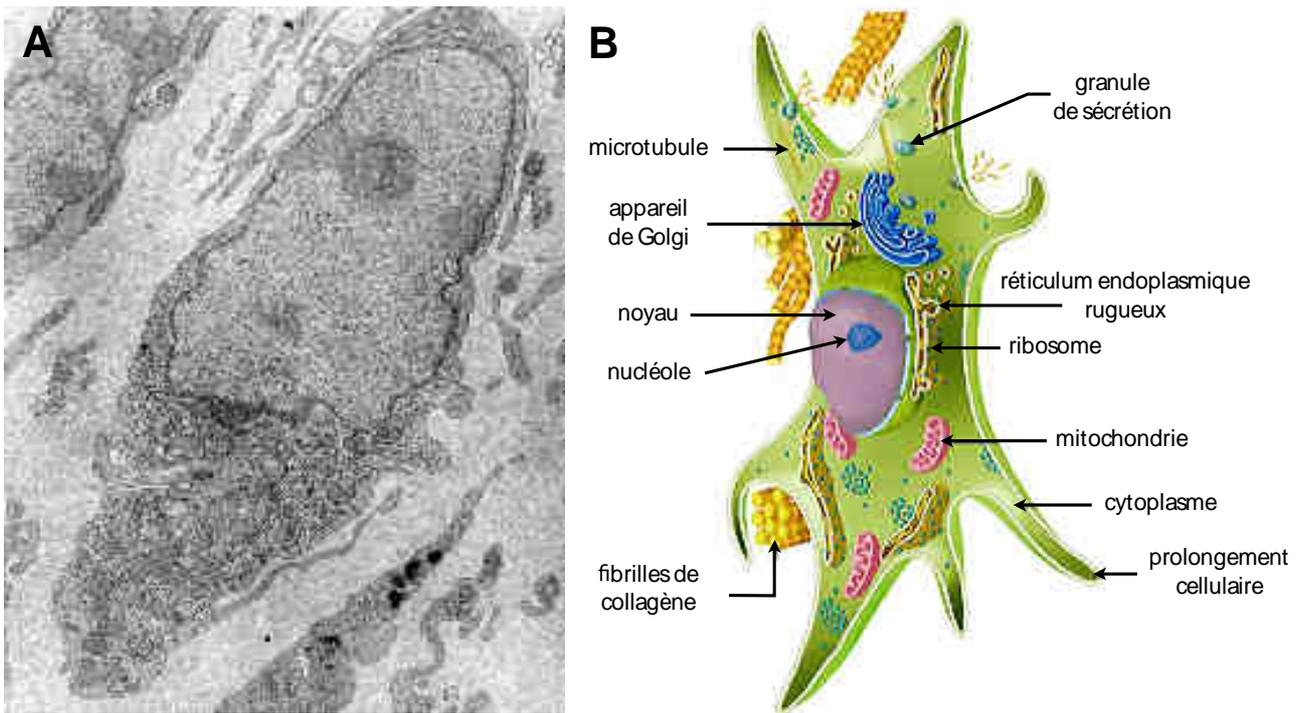 A
B
granule
de sécrétion
microtubule
appareil
de Golgi
réticulum endoplasmique
rugueux
noyau
ribosome
nucléole
mitochondrie
cytoplasme
prolongement
cellulaire
fibrilles de
collagène